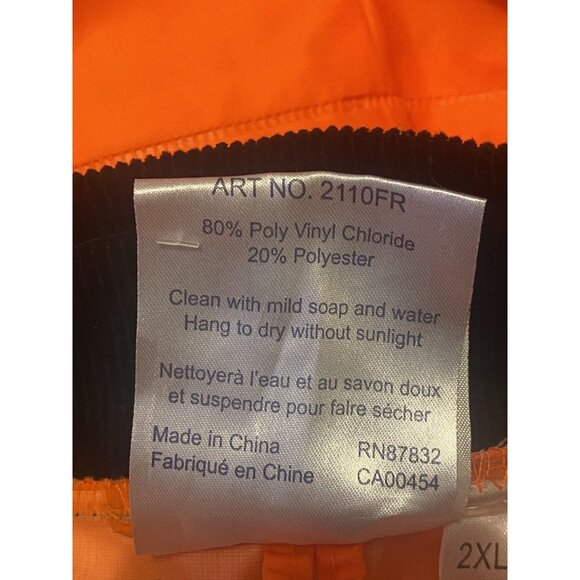 ART NO. 2110FR
80% Poly Vinyl Chloride
20% Polyester
Clean with mild soap and water
Hang to dry without sunlight
Nettoyerà l'eau et au savon doux
et suspendre pour faire sécher
Made in China RN87832
Fabriqué en Chine CA00454
2XL